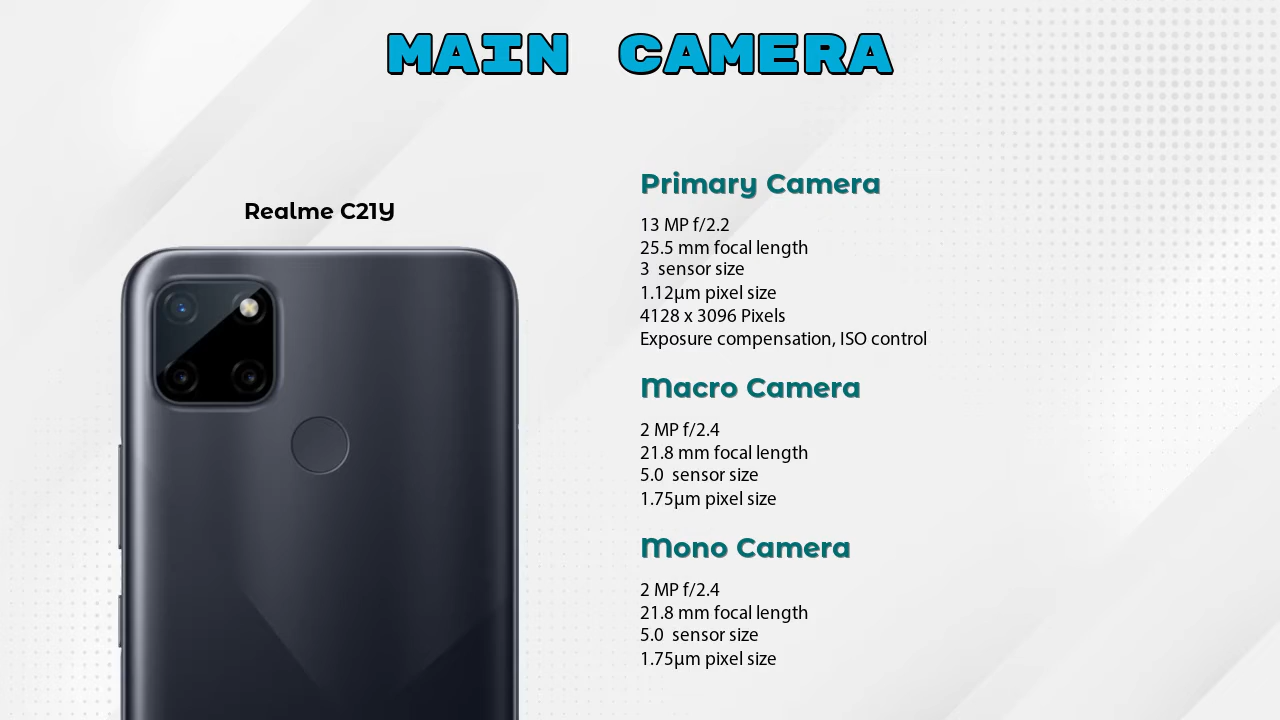 MAIN CAMERA
Realme C21Y
Primary Camera
13 MP f/2.2
25.5 mm focal length
3  sensor size
1.12µm pixel size
4128 x 3096 Pixels
Exposure compensation, ISO control
Macro Camera
2 MP f/2.4
21.8 mm focal length
5.0  sensor size
1.75µm pixel size
Mono Camera
2 MP f/2.4
21.8 mm focal length
5.0  sensor size
1.75µm pixel size